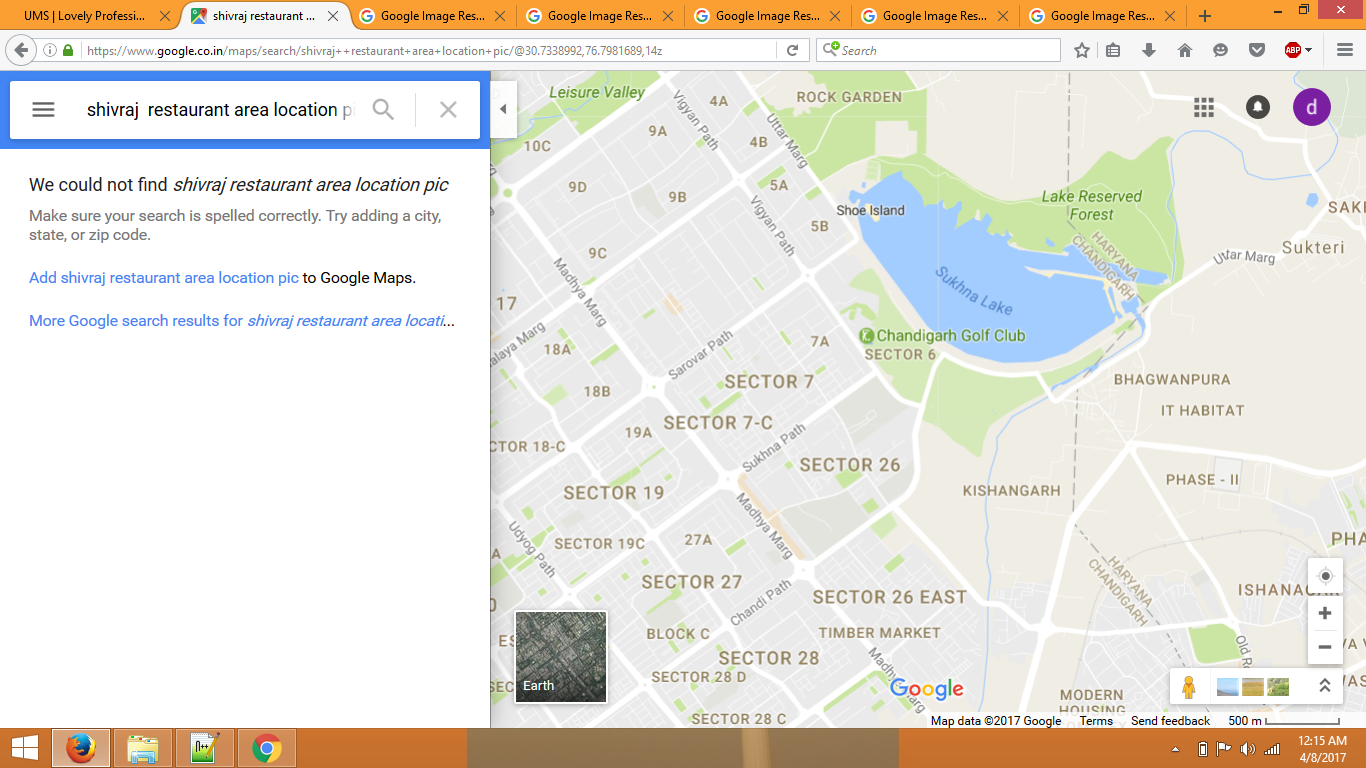 UMS | Lovely Professi...
shivraj restaurant ...
Google Image Res...
Google Image Res...
Google Image Res...
Google Image Res...
Google Image Res...
https://www.google.co.in/maps/search/shivraj++restaurant+area+location+pic/@30.7338992,76.7981689,14z
Search
ABP
shivraj  restaurant area location pi
We could not find shivraj restaurant area location pic
Make sure your search is spelled correctly. Try adding a city,
state, or zip code.
Add shivraj restaurant area location pic to Google Maps.
More Google search results for shivraj restaurant area locati...
Leisure Valley
4A
ROCK GARDEN
Vigyan Path
Uttar Marg
9A
4B
10C
9D
5A
9B
Lake Reserved
Forest
Shoe Island
Vigyan Path
5B
SAK
Sukteri
HARYANA
CHANDIGARH
Uttar Marg
9C
Madhya Marg
Sukhna Lake
17
Chandigarh Golf Club
7A
SECTOR 6
18A
Sarovar Path
SECTOR 7
BHAGWANPURA
18B
IT HABITAT
SECTOR 7-C
19A
CTOR 18-C
Sukhna Path
SECTOR 26
PHASE - II
SECTOR 19
KISHANGARH
Madhya Marg
Udyog Path
SECTOR 19C
27A
PHA
HARYANA
CHANDIGARH
SECTOR 27
Chandi Path
SECTOR 26 EAST
ISHANAGA
BLOCK C
TIMBER MARKET
SECTOR 28
SECTOR 28 D
SECTOR 28 C
MODERN
HOUSING
Earth
Google
d
Map data ©2017 Google
Terms
Send feedback
500 m
12:15 AM
4/8/2017